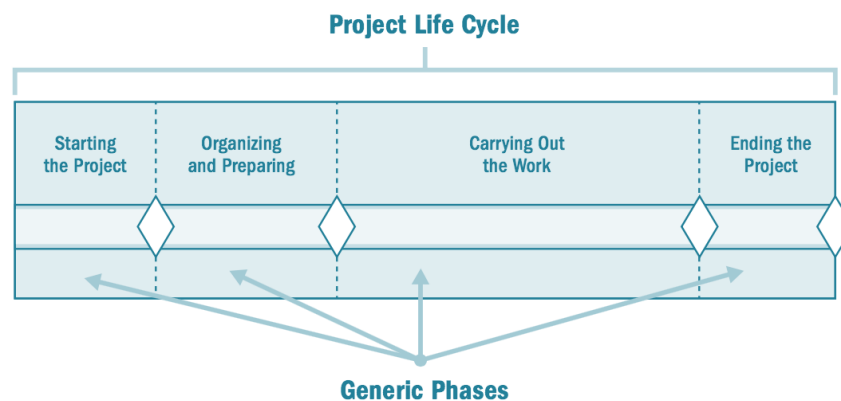 Project Life Cycle
Starting
the Project
Organizing
and Preparing
Carrying Out
the Work
Ending the
Project
Generic Phases